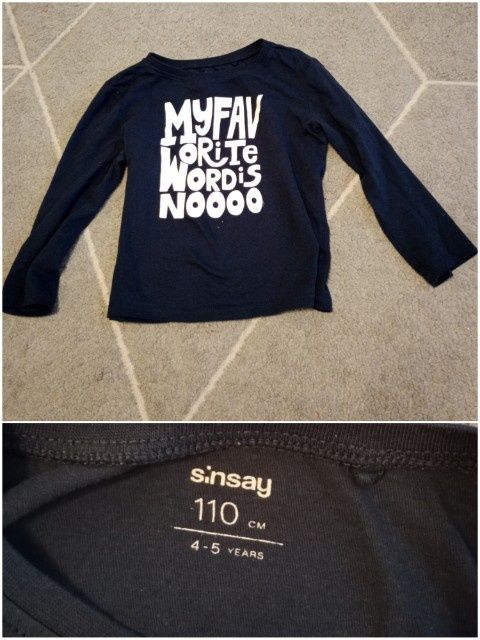 MYFAV
ORiTE
WORDiS
NOOOO
sinsay
110 CM
4-5 YEARS